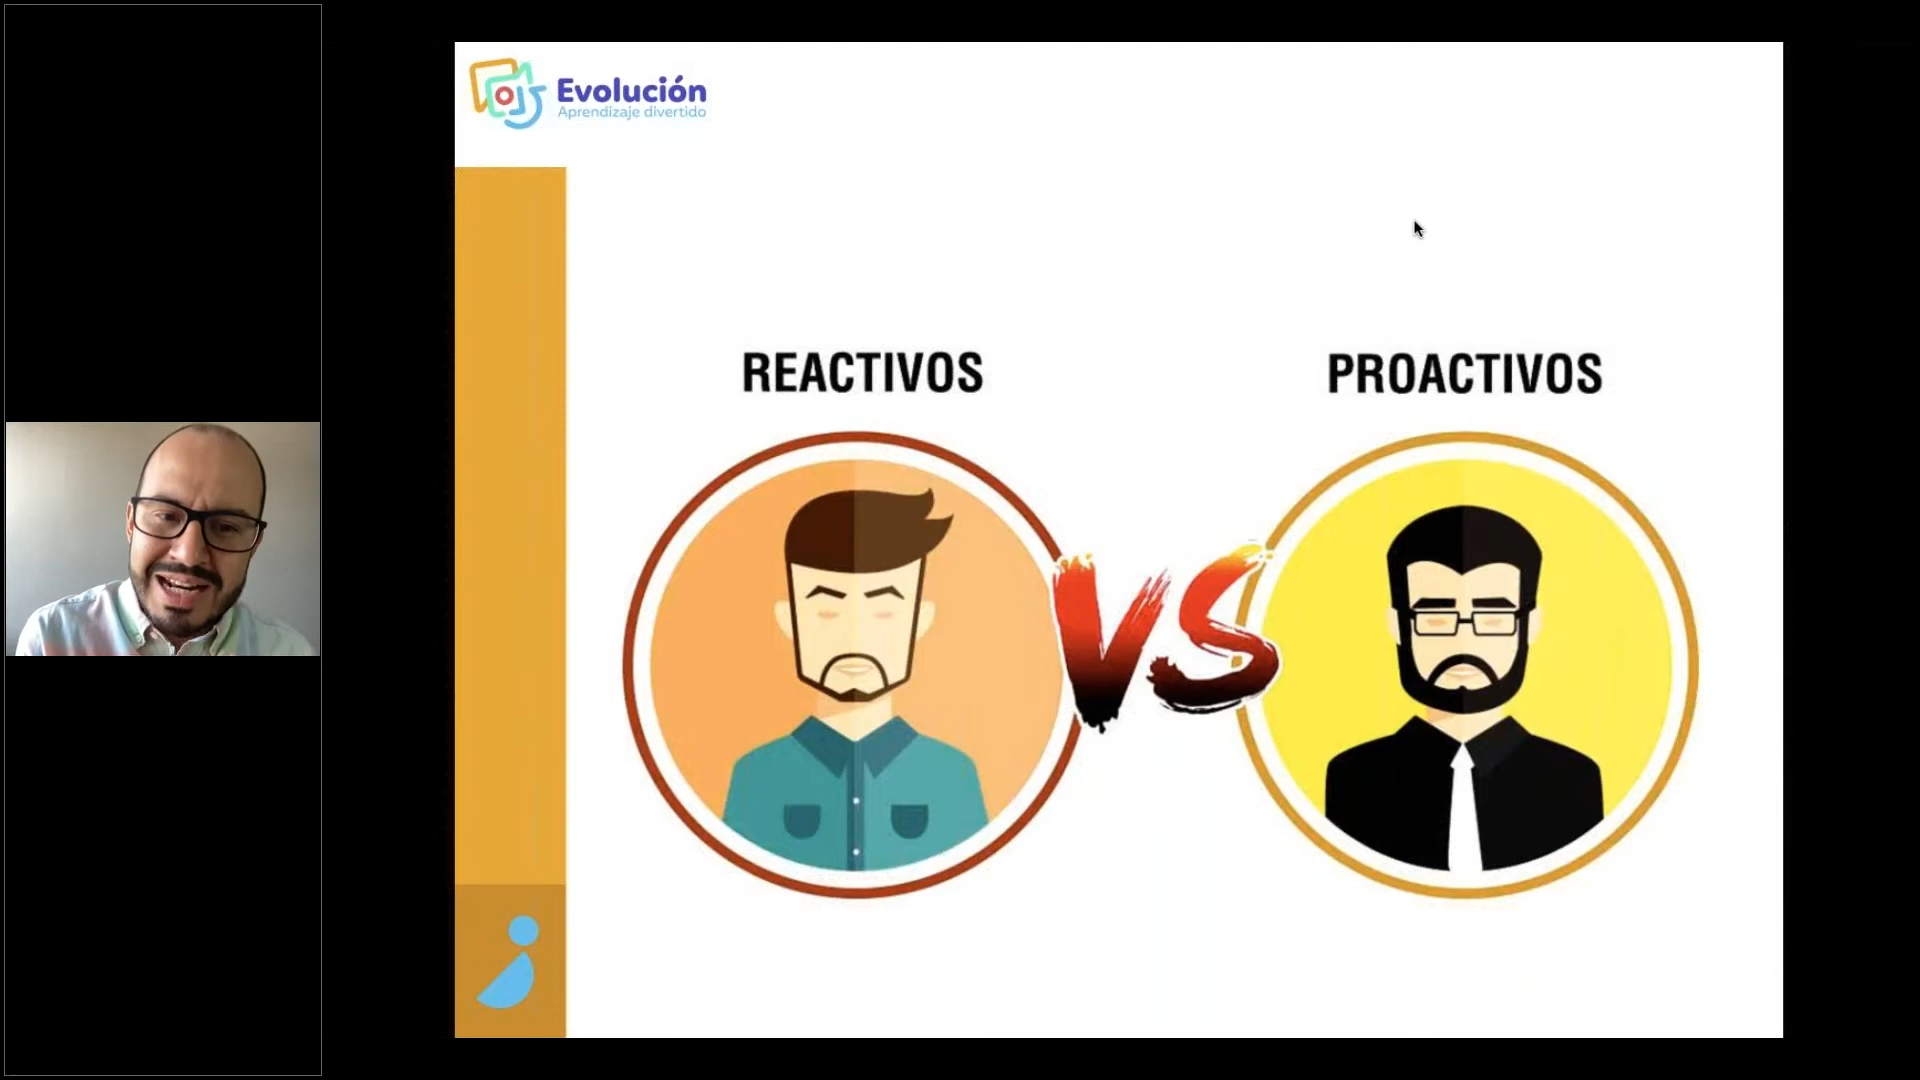 Evolución
Aprendizaje divertido
REACTIVOS
PROACTIVOS
VS